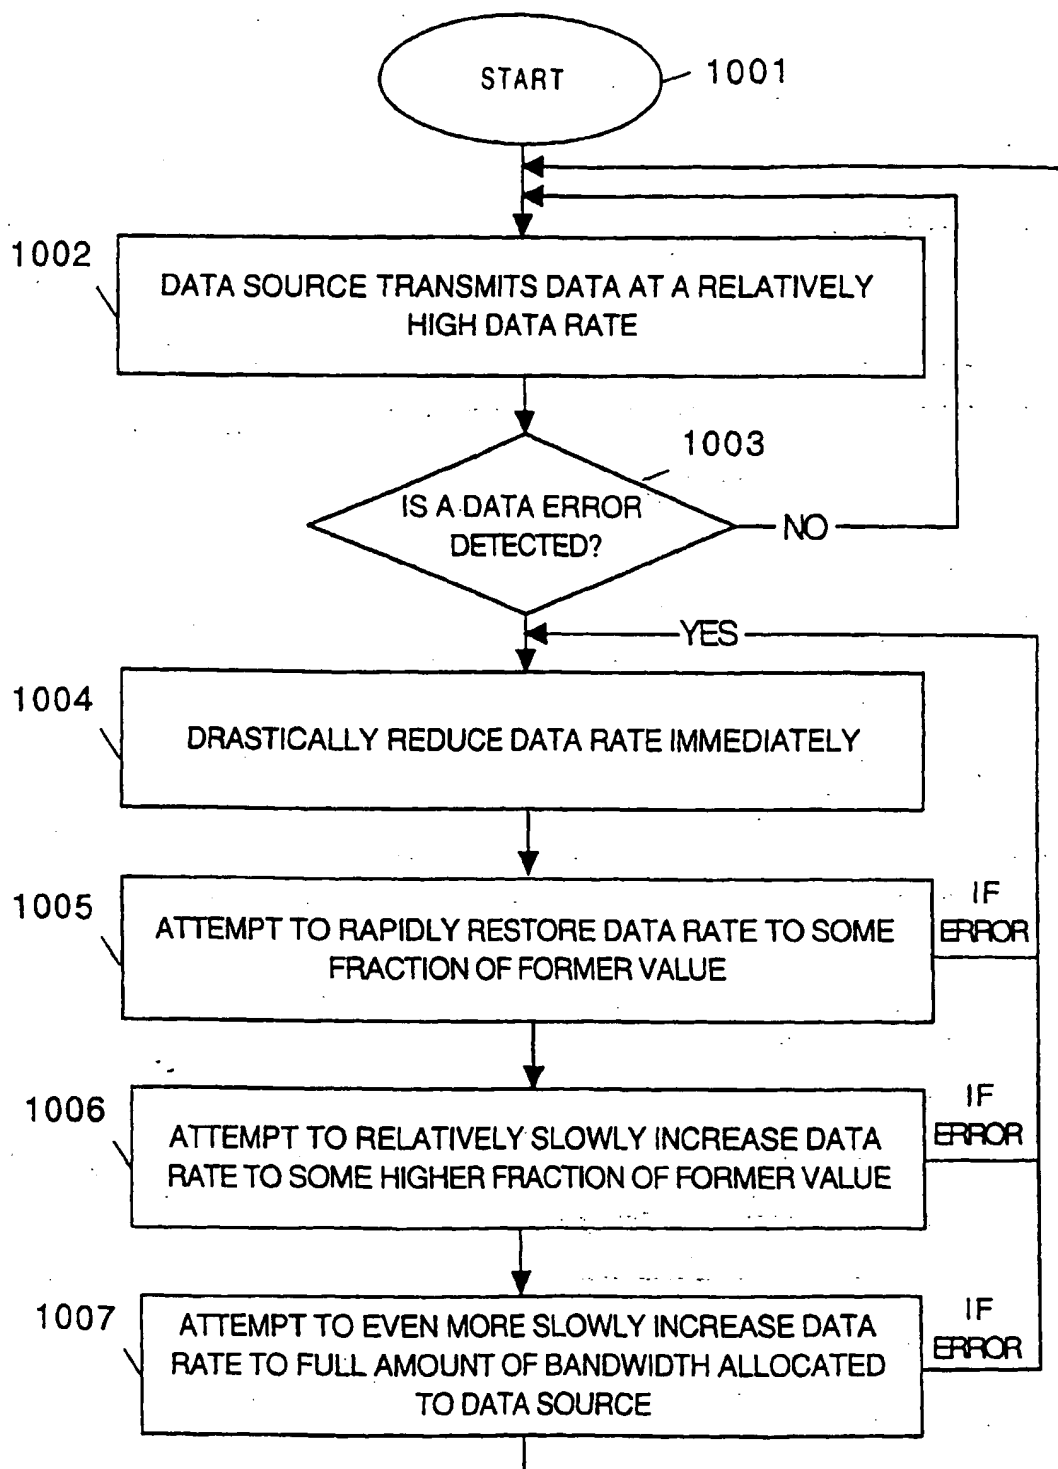 START
1001
1002
DATA SOURCE TRANSMITS DATA AT A RELATIVELY
HIGH DATA RATE
1003
IS A DATA ERROR
DETECTED?
NO
YES
1004
DRASTICALLY REDUCE DATA RATE IMMEDIATELY
1005
ATTEMPT TO RAPIDLY RESTORE DATA RATE TO SOME
FRACTION OF FORMER VALUE
IF
ERROR
1006
ATTEMPT TO RELATIVELY SLOWLY INCREASE DATA
RATE TO SOME HIGHER FRACTION OF FORMER VALUE
IF
ERROR
1007
ATTEMPT TO EVEN MORE SLOWLY INCREASE DATA
RATE TO FULL AMOUNT OF BANDWIDTH ALLOCATED
TO DATA SOURCE
IF
ERROR